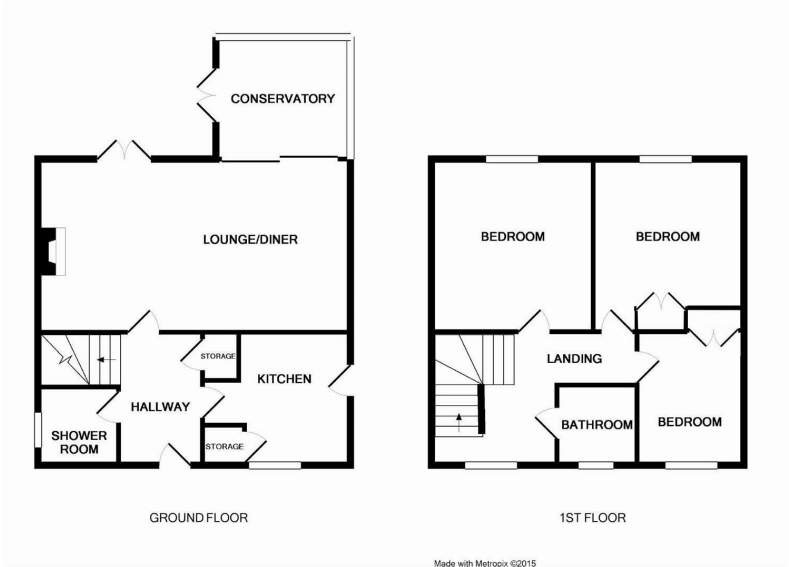 CONSERVATORY
LOUNGE/DINER
STORAGE
KITCHEN
HALLWAY
SHOWER
ROOM
STORAGE
GROUND FLOOR
BEDROOM
BEDROOM
LANDING
BATHROOM
BEDROOM
1ST FLOOR
Made with Metropix ©2015